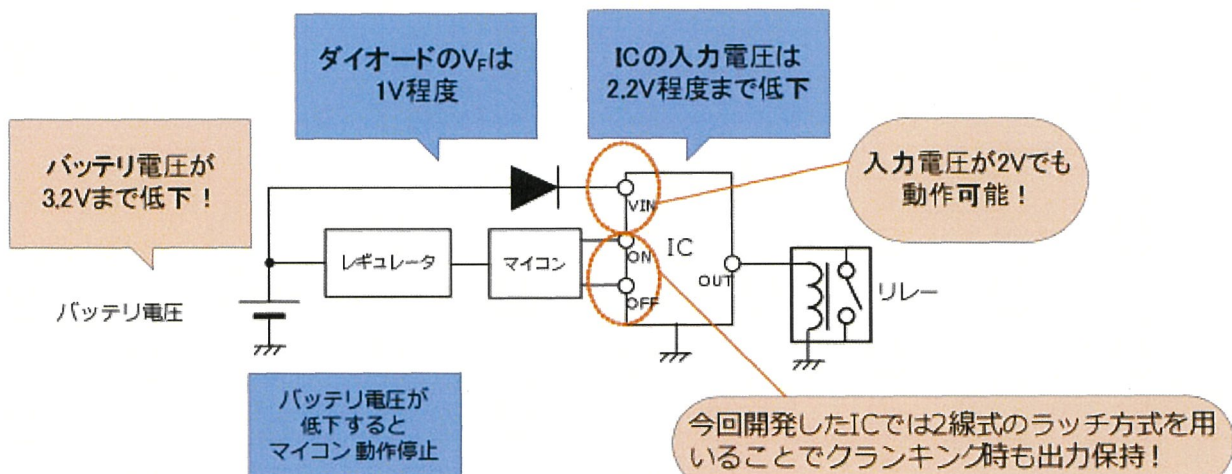 ダイオードのVFは
1V程度
ICの入力電圧は
2.2V程度まで低下
バッテリ電圧が
3.2Vまで低下！
入力電圧が2Vでも
動作可能！
VIN
レギュレータ
マイコン
ON
IC
OUT
OFF
リレー
バッテリ電圧
バッテリ電圧が
低下すると
マイコン動作停止
今回開発したICでは2線式のラッチ方式を用
いることでクランキング時も出力保持！